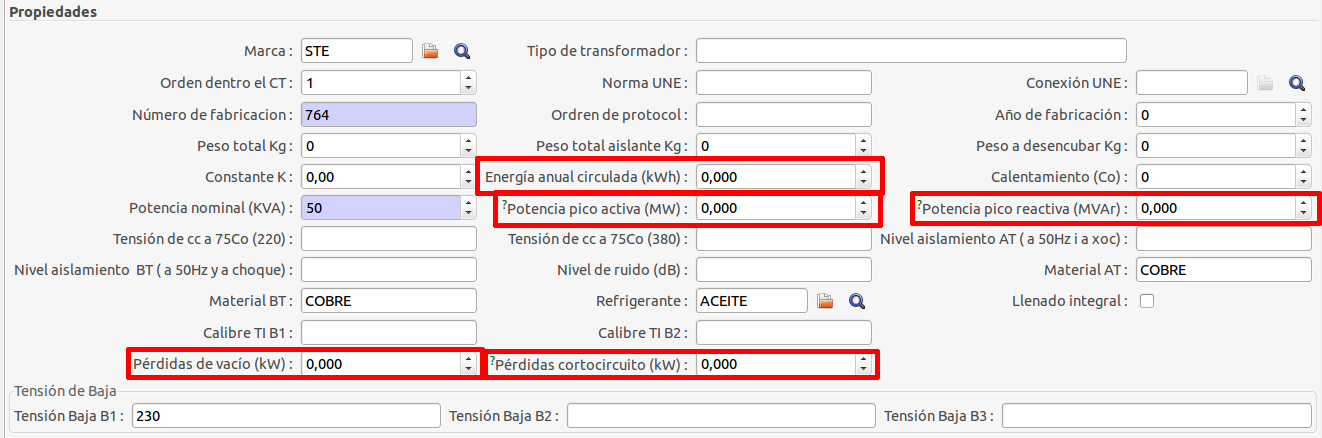 Propiedades
Marca : STE Tipo de transformador :
Orden dentro el CT : 1 Norma UNE : Conexión UNE :
Número de fabricacion : 764 Ordren de protocol : Año de fabricación : 0
Peso total Kg : 0 Peso total aislante Kg : 0 Peso a desencubar Kg : 0
Constante K : 0,00 Energía anual circulada (kWh) : 0,000 Calentamiento (Co) : 0
Potencia nominal (KVA) : 50 ?Potencia pico activa (MW) : 0,000 ?Potencia pico reactiva (MVAr) : 0,000
Tensión de cc a 75Co (220) : Tensión de cc a 75Co (380) : Nivel aislamiento AT ( a 50Hz i a xoc) :
Nivel aislamiento BT ( a 50Hz y a choque) : Nivel de ruido (dB) : Material AT : COBRE
Material BT : COBRE Refrigerante : ACEITE Llenado integral :
Calibre TI B1 : Calibre TI B2 :
Pérdidas de vacío (kW) : 0,000 ?Pérdidas cortocircuito (kW) : 0,000
Tensión de Baja
Tensión Baja B1 : 230 Tensión Baja B2 : Tensión Baja B3 :